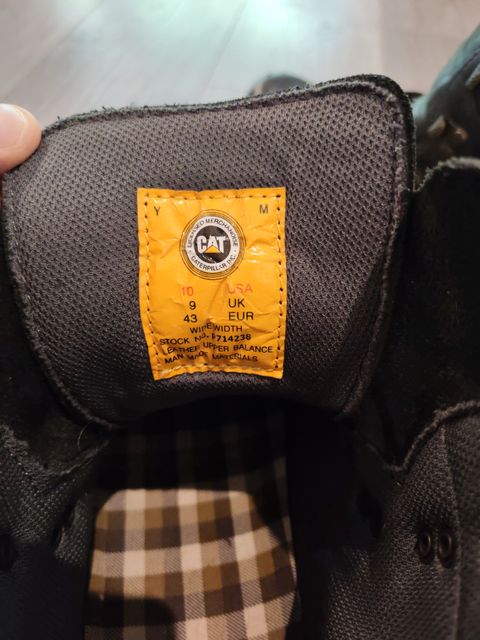 Y M
LICENSED MERCHANDISE
CAT
CATERPILLAR INC.
10 USA
9 UK
43 EUR
WIDE WIDTH
STOCK NO. P714238
LEATHER UPPER BALANCE
MAN MADE MATERIALS